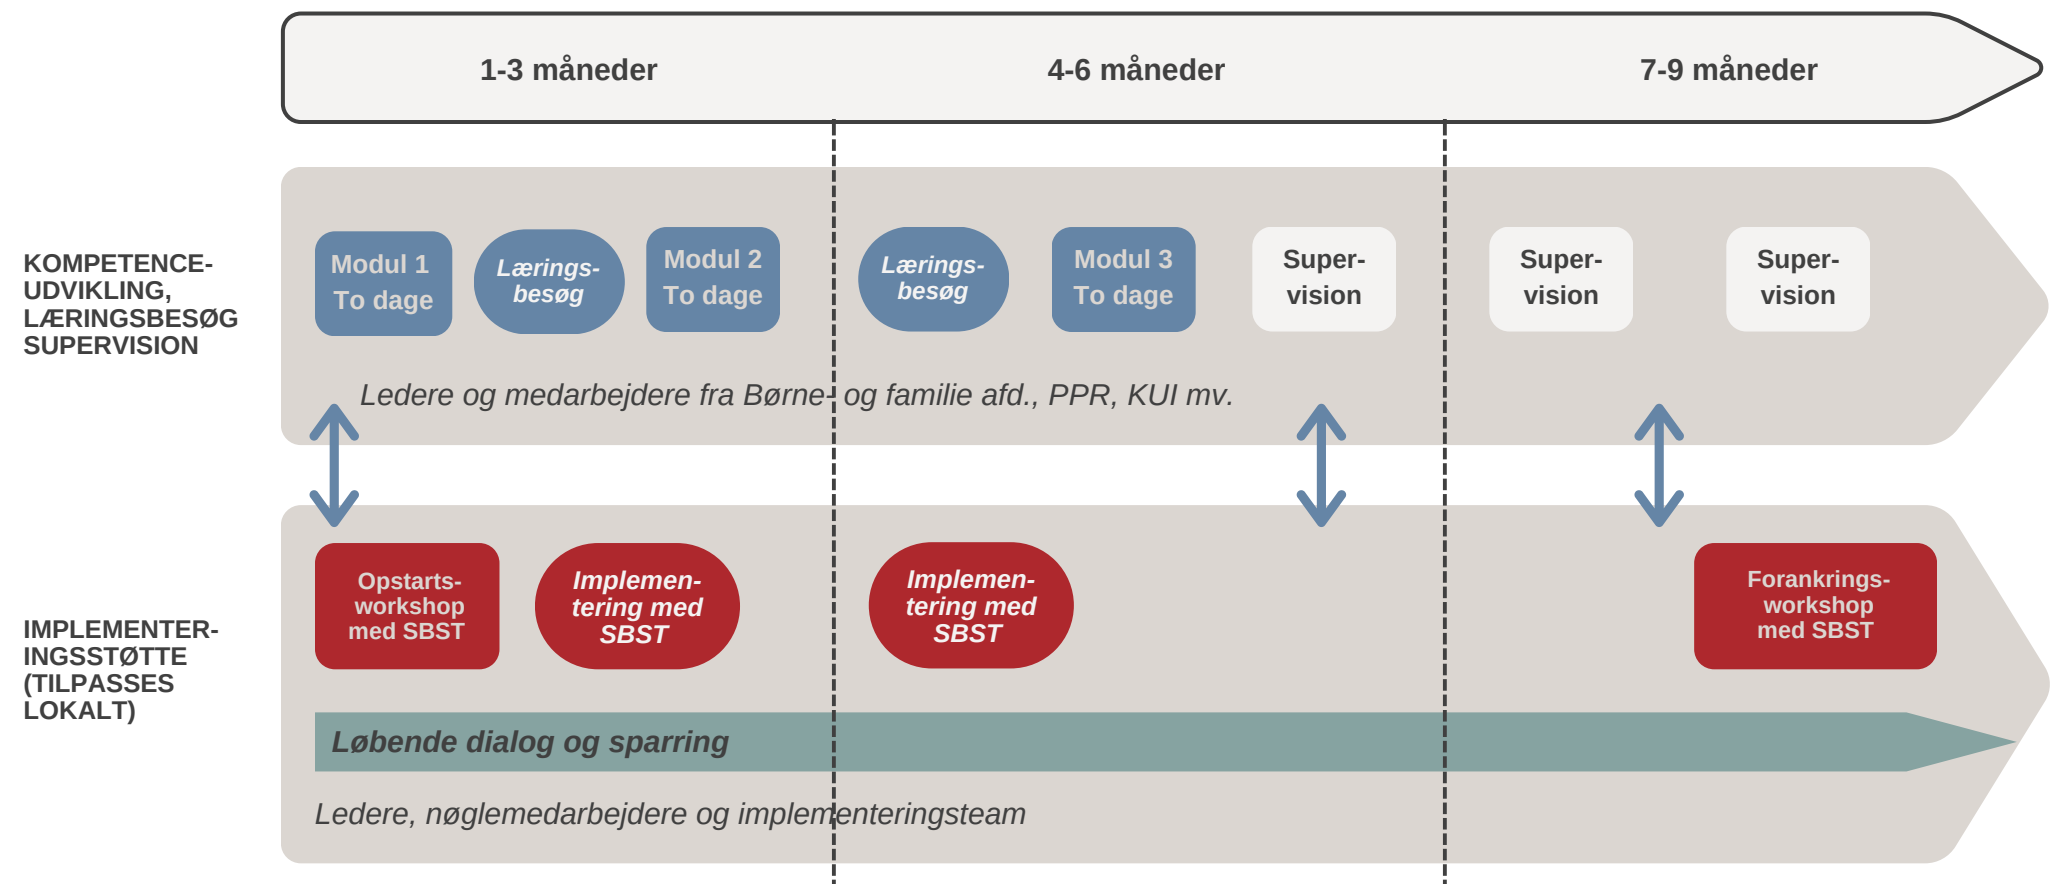 1-3 måneder
4-6 måneder
7-9 måneder
KOMPETENCE-
UDVIKLING,
LÆRINGSBESØG
SUPERVISION
Modul 1
To dage
Lærings-
besøg
Modul 2
To dage
Lærings-
besøg
Modul 3
To dage
Super-
vision
Super-
vision
Super-
vision
Ledere og medarbejdere fra Børne- og familie afd., PPR, KUI mv.
IMPLEMENTER-
INGSSTØTTE
(TILPASSES
LOKALT)
Opstarts-
workshop
med SBST
Implemen-
tering med
SBST
Implemen-
tering med
SBST
Forankrings-
workshop
med SBST
Løbende dialog og sparring
Ledere, nøglemedarbejdere og implementeringsteam